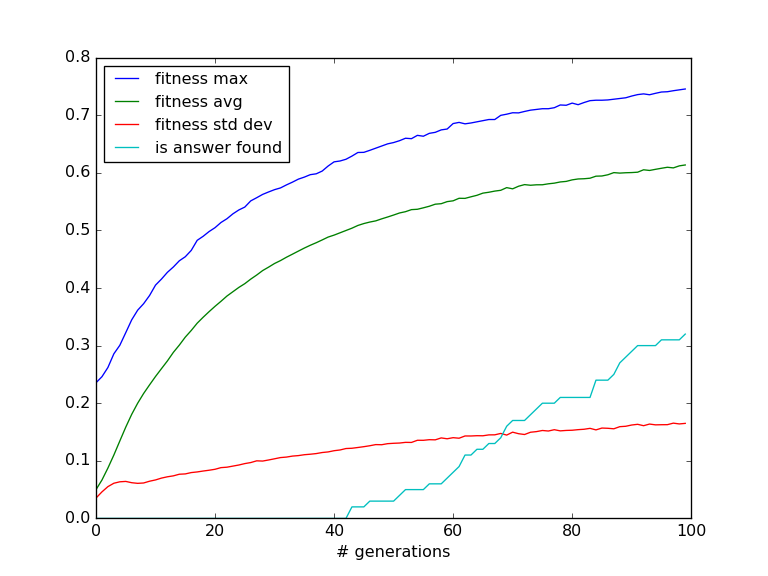 0.8
0.7
0.6
0.5
0.4
0.3
0.2
0.1
0.0
fitness max
fitness avg
fitness std dev
is answer found
0 20 40 60 80 100
# generations